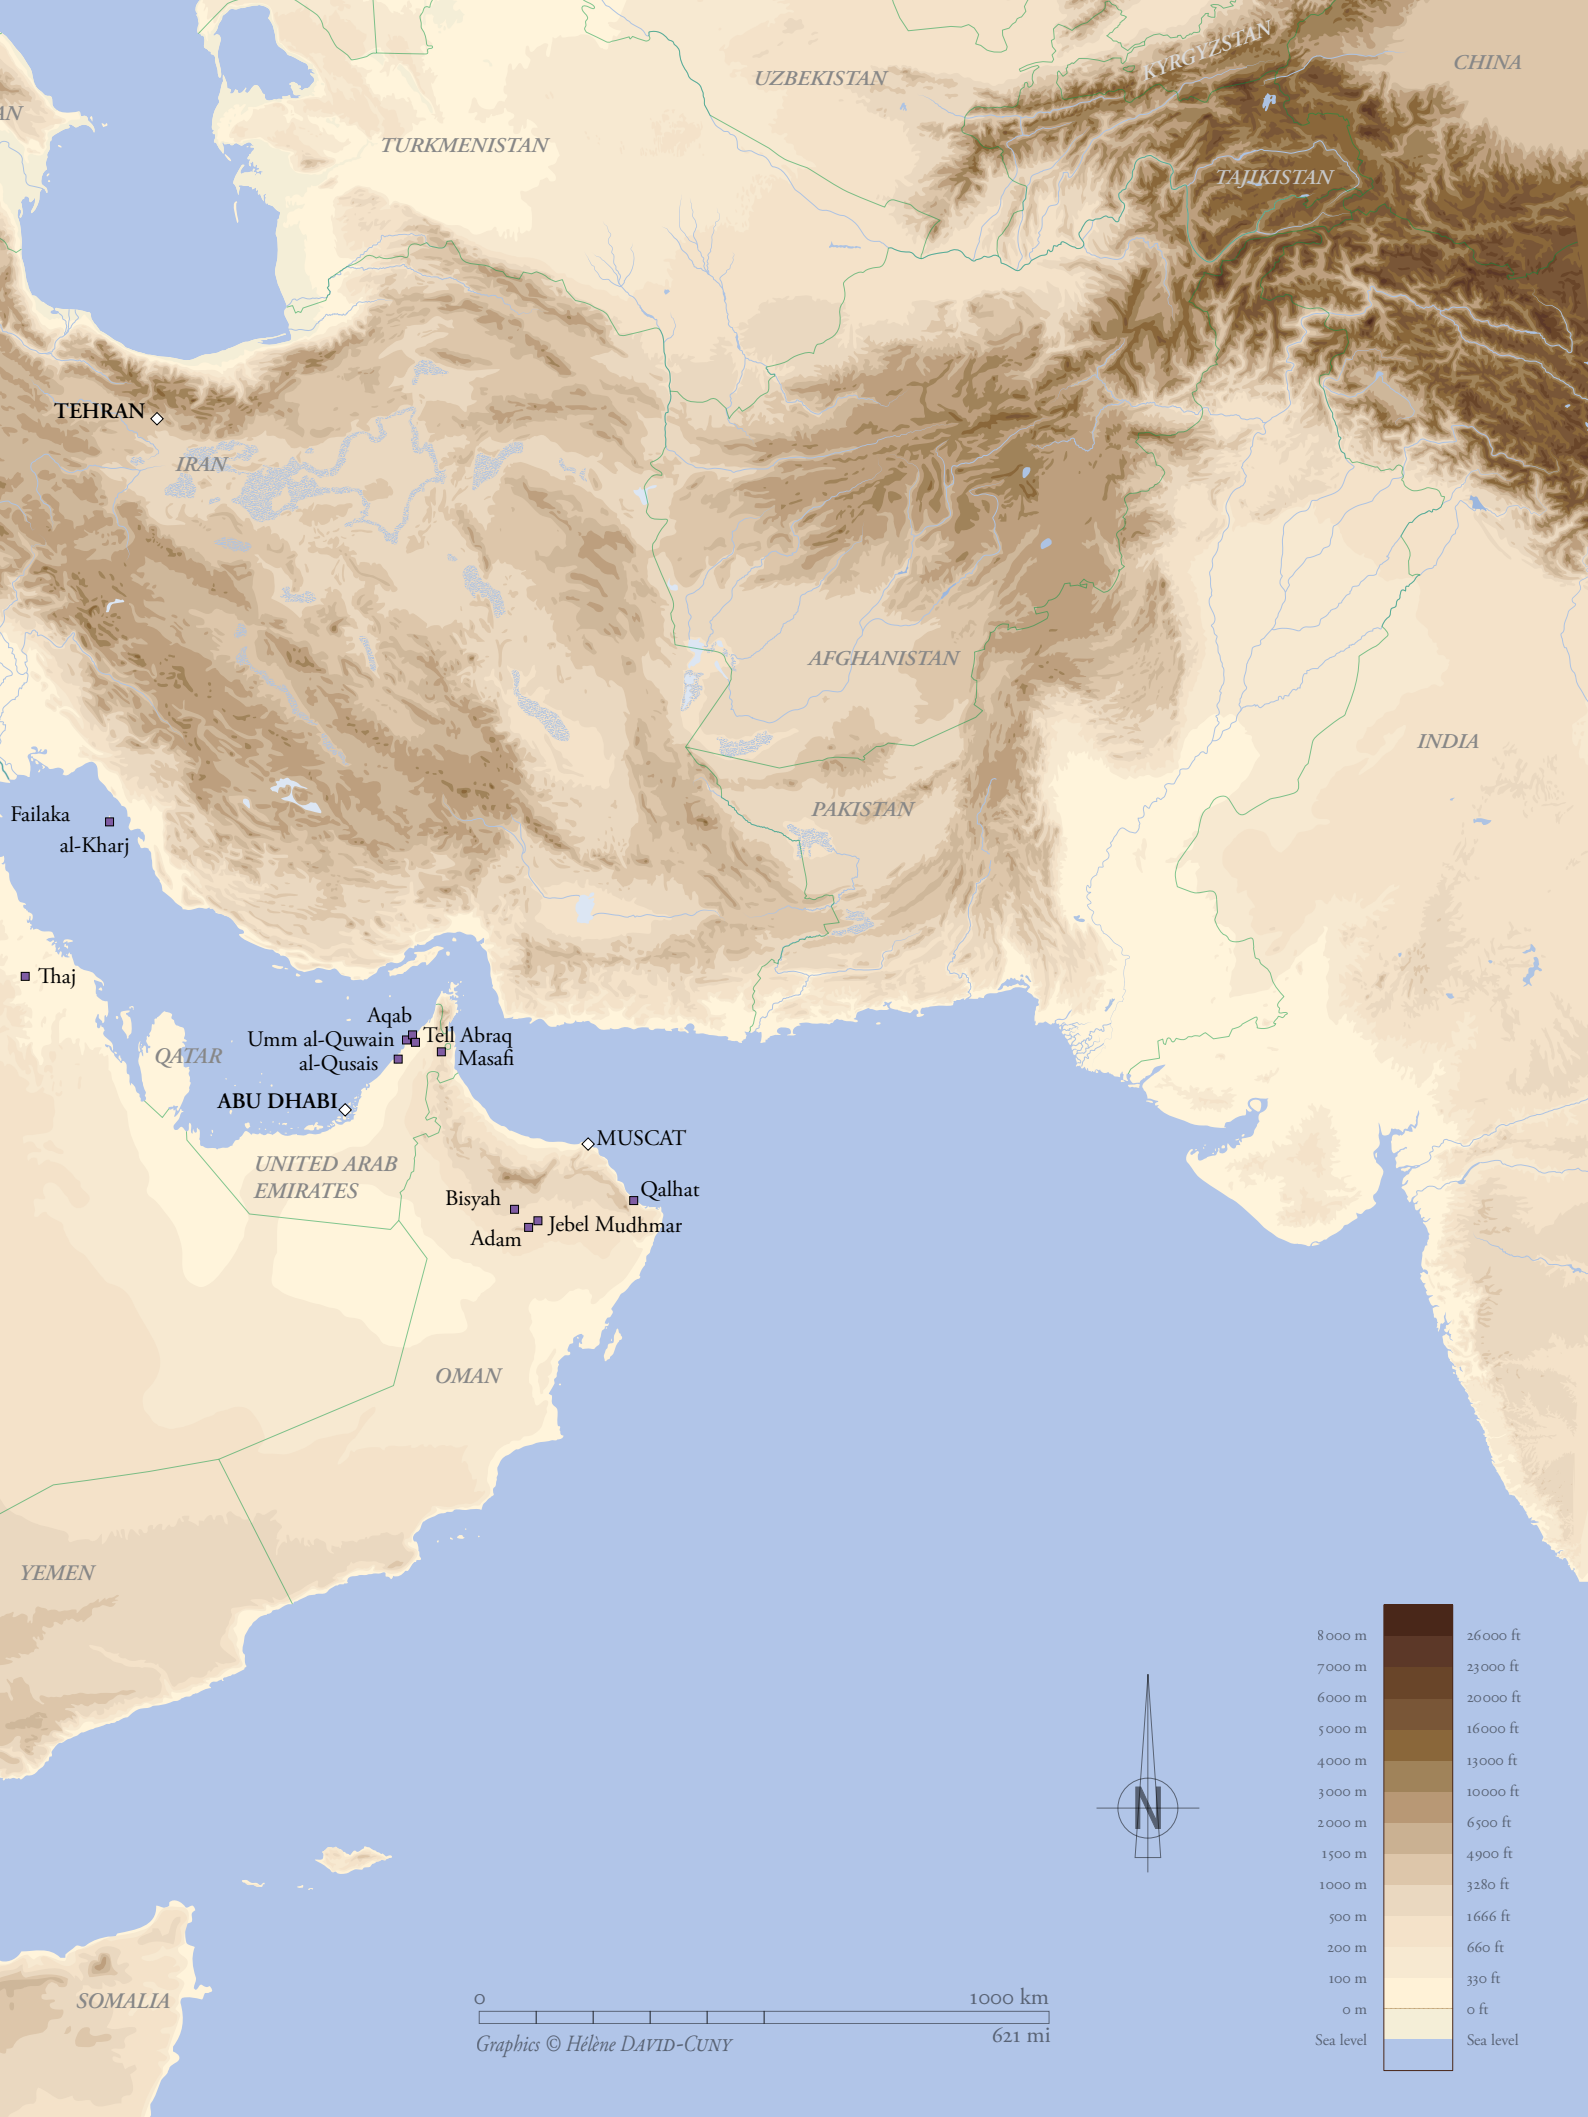 KYRGYZSTAN
CHINA
UZBEKISTAN
AN
TURKMENISTAN
TAJIKISTAN
TEHRAN
IRAN
AFGHANISTAN
INDIA
PAKISTAN
Failaka
al-Kharj
Thaj
Aqab
Umm al-Quwain
Tell Abraq
al-Qusais
Masafi
QATAR
ABU DHABI
MUSCAT
UNITED ARAB
EMIRATES
Qalhat
Bisyah
Jebel Mudhmar
Adam
OMAN
YEMEN
SOMALIA
N
8000 m 26000 ft
7000 m 23000 ft
6000 m 20000 ft
5000 m 16000 ft
4000 m 13000 ft
3000 m 10000 ft
2000 m 6500 ft
1500 m 4900 ft
1000 m 3280 ft
500 m 1666 ft
200 m 660 ft
100 m 330 ft
0 m 0 ft
Sea level Sea level
0 1000 km
621 mi
Graphics © Hélène DAVID-CUNY